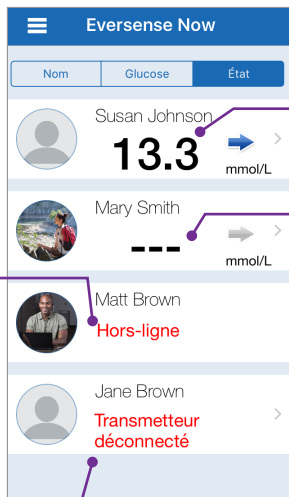 Eversense Now
Nom Glucose État
Susan Johnson
13.3
mmol/L
Mary Smith
---
mmol/L
Matt Brown
Hors-ligne
Jane Brown
Transmetteur
déconnecté